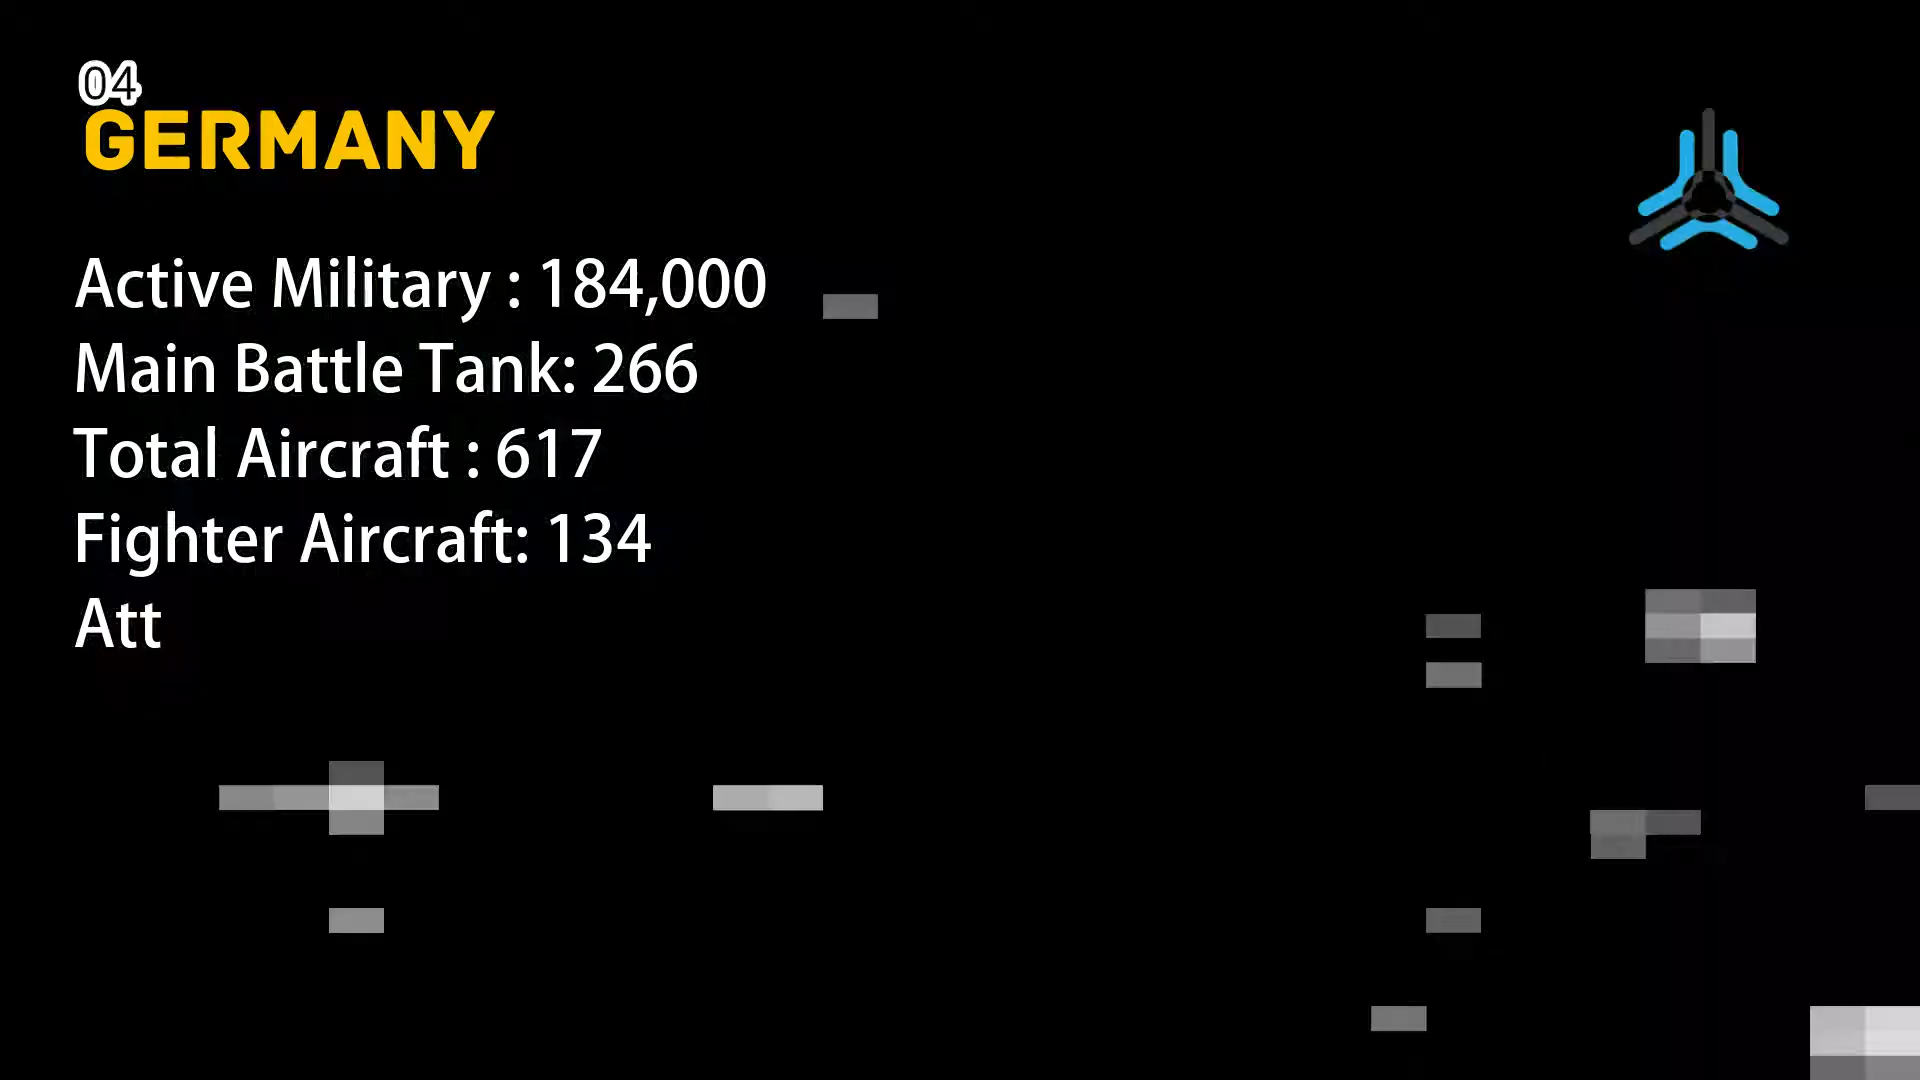 04
GERMANY
Active Military : 184,000
Main Battle Tank: 266
Total Aircraft : 617
Fighter Aircraft: 134
Att